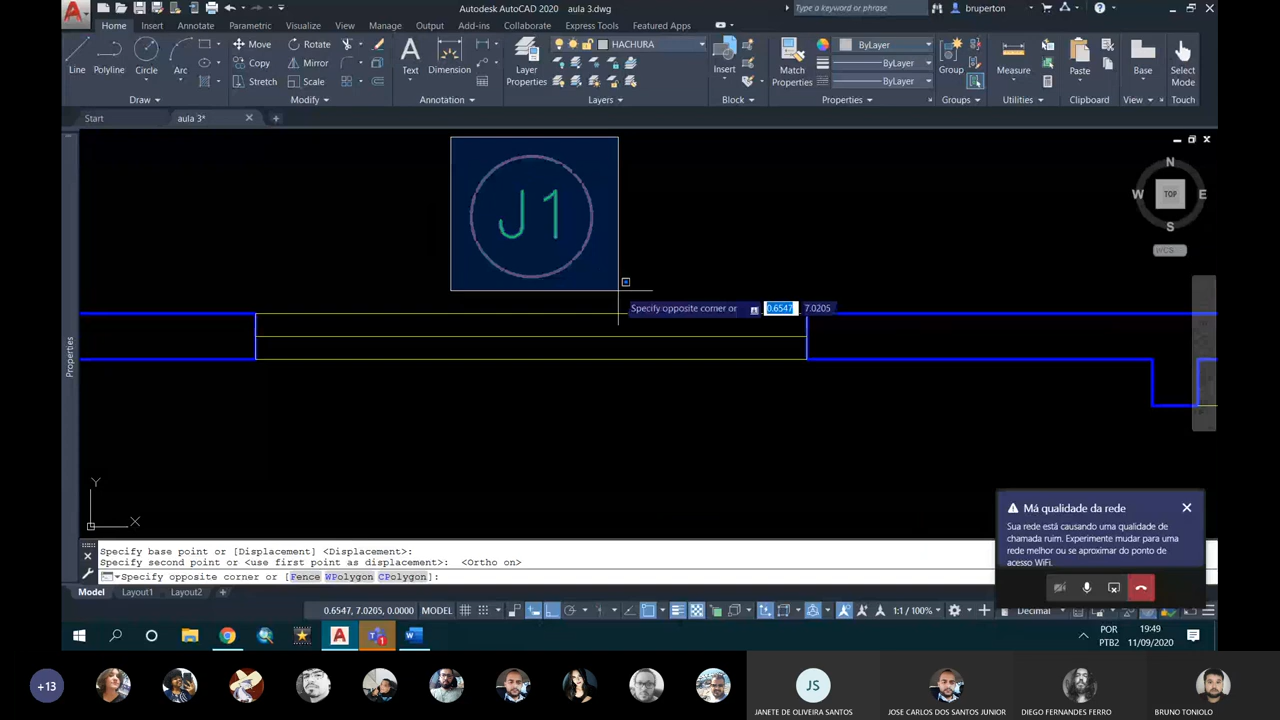 Autodesk AutoCAD 2020 aula 3.dwg
Type a keyword or phrase
bruperton
Home Insert Annotate Parametric View Manage Output Add-ins Collaborate Express Tools Featured Apps
Line Polyline Circle Arc
Move Rotate
Copy Mirror
Stretch Scale
Text Dimension
Layer Properties
HACHURA
Insert
Match Properties
ByLayer
ByLayer
ByLayer
Group
Measure
Paste
Base
Select Mode
Draw Modify Annotation Layers Block Properties Groups Utilities Clipboard View Touch
Start aula 3*
N
W TOP E
S
WCS
J1
Specify opposite corner or 0.6547 7.0205
Properties
Y
X
Má qualidade da rede
Sua rede está causando uma qualidade de
chamada ruim. Experimente mudar para uma
rede melhor ou se aproximar do ponto de
acesso WiFi.
Specify base point or [Displacement] <Displacement>:
Specify second point or <use first point as displacement>: <Ortho on>
Specify opposite corner or [Fence WPolygon CPolygon]:
Model Layout1 Layout2 +
0.6547, 7.0205, 0.0000 MODEL 1:1 / 100% Decimal
POR 19:49
PTB2 11/09/2020
1
+13
JS
JANETE DE OLIVEIRA SANTOS JOSE CARLOS DOS SANTOS JUNIOR DIEGO FERNANDES FERRO BRUNO TONIOLO